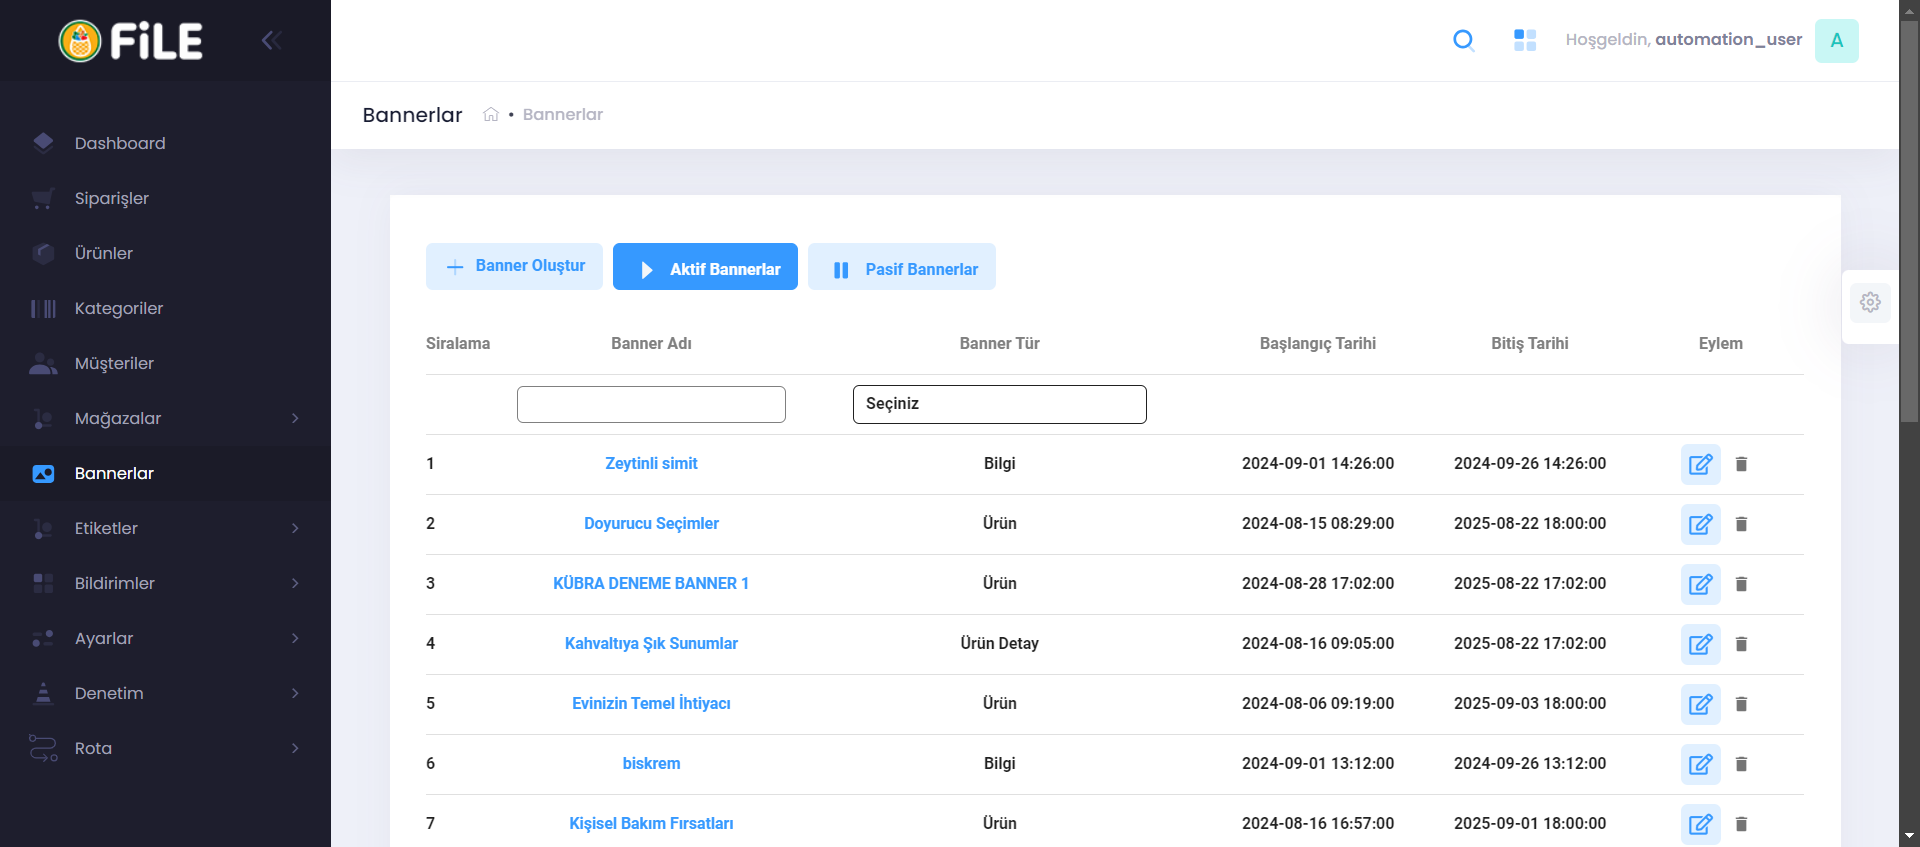 FiLE
Hoşgeldin, automation_user
A
Bannerlar
Bannerlar
Dashboard
Siparişler
Ürünler
Kategoriler
Müşteriler
Mağazalar
Bannerlar
Etiketler
Bildirimler
Ayarlar
Denetim
Rota
Banner Oluştur
Aktif Bannerlar
Pasif Bannerlar
Siralama Banner Adı Banner Tür Başlangıç Tarihi Bitiş Tarihi Eylem
Seçiniz
1 Zeytinli simit Bilgi 2024-09-01 14:26:00 2024-09-26 14:26:00
2 Doyurucu Seçimler Ürün 2024-08-15 08:29:00 2025-08-22 18:00:00
3 KÜBRA DENEME BANNER 1 Ürün 2024-08-28 17:02:00 2025-08-22 17:02:00
4 Kahvaltıya Şık Sunumlar Ürün Detay 2024-08-16 09:05:00 2025-08-22 17:02:00
5 Evinizin Temel İhtiyacı Ürün 2024-08-06 09:19:00 2025-09-03 18:00:00
6 biskrem Bilgi 2024-09-01 13:12:00 2024-09-26 13:12:00
7 Kişisel Bakım Fırsatları Ürün 2024-08-16 16:57:00 2025-09-01 18:00:00